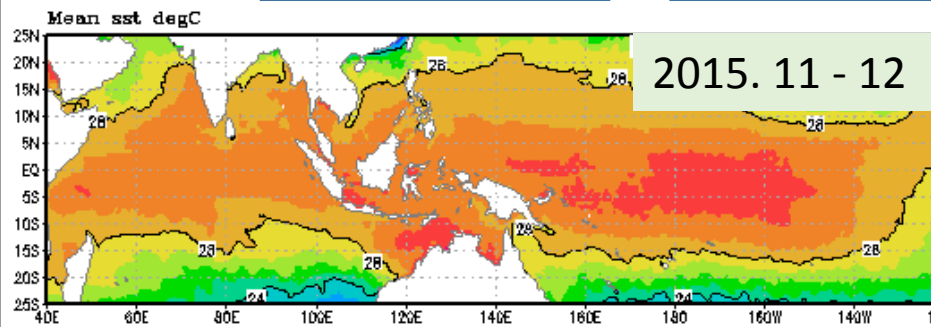 Mean sst degC
2015. 11 - 12
25N
20N
15N
10N
5N
EQ
5S
10S
15S
20S
25S
28
28
28
28
28
28
28
28
28
24
24
40E
60E
80E
100E
120E
140E
160E
180
160W
140W